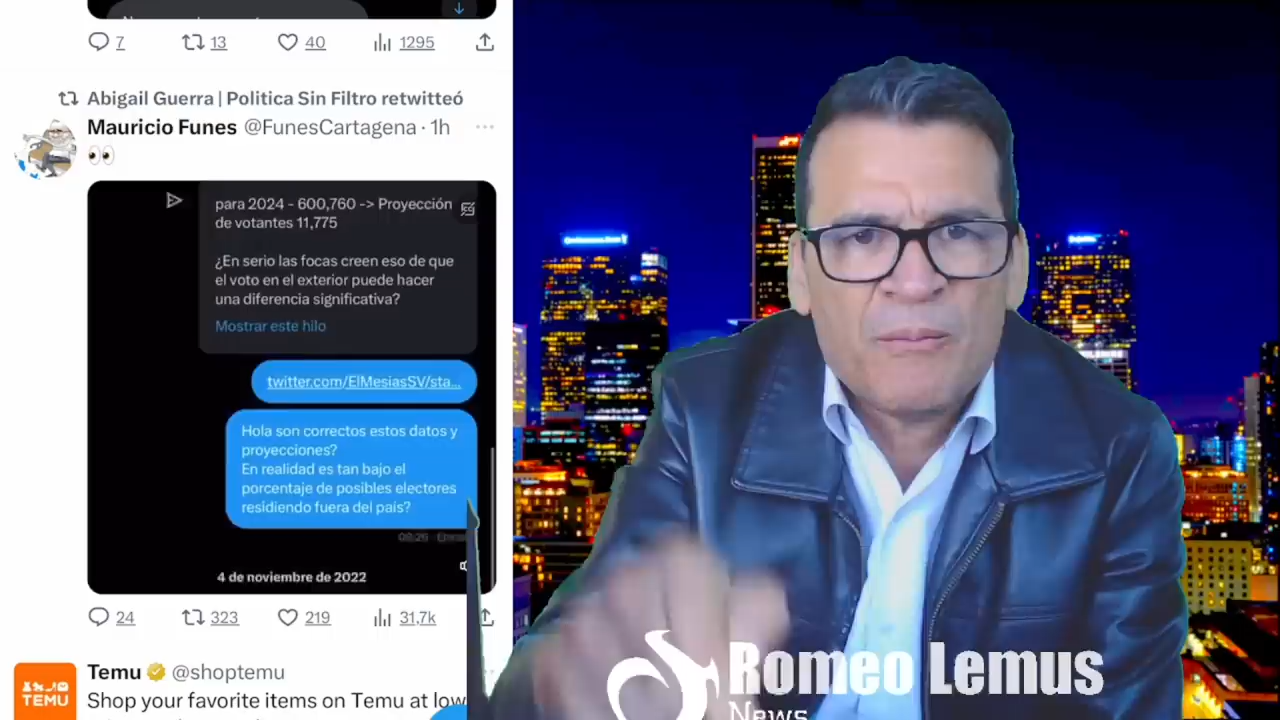 7 13 40 1295
Abigail Guerra | Politica Sin Filtro retwitteó
Mauricio Funes @FunesCartagena · 1h
para 2024 - 600,760 -> Proyección
de votantes 11,775
¿En serio las focas creen eso de que
el voto en el exterior puede hacer
una diferencia significativa?
Mostrar este hilo
twitter.com/ElMesiasSV/sta...
Hola son correctos estos datos y
proyecciones?
En realidad es tan bajo el
porcentaje de posibles electores
residiendo fuera del país?
4 de noviembre de 2022
24 323 219 31,7k
TEMU
Temu @shoptemu
Shop your favorite items on Temu at low
Romeo Lemus
News